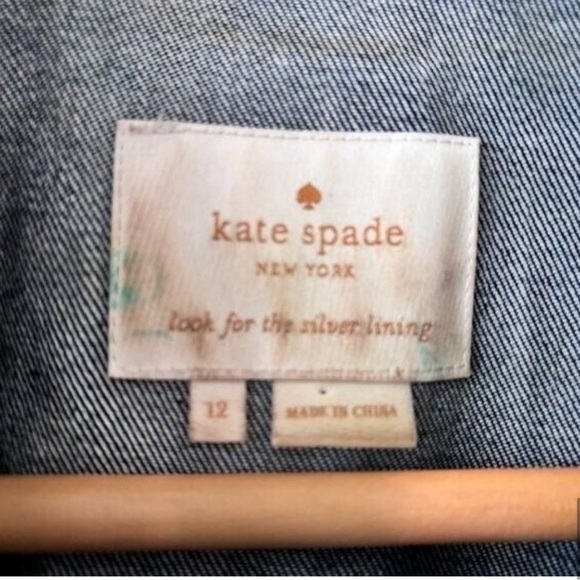 kate spade
NEW YORK
look for the silver lining
12
MADE IN CHINA